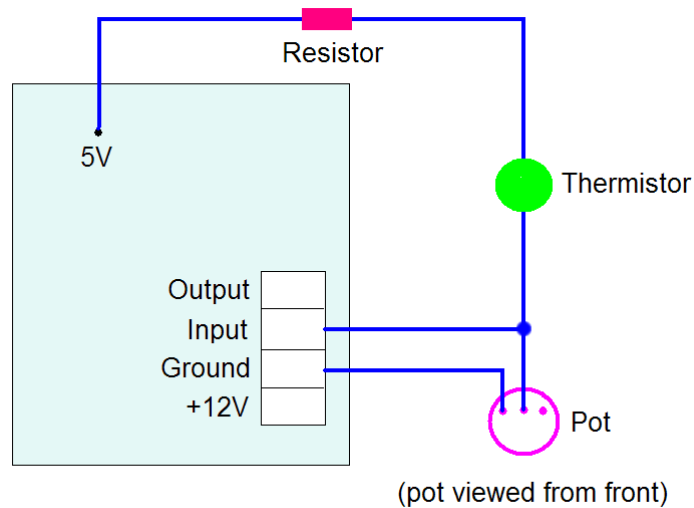 Resistor
5V
Thermistor
Output
Input
Ground
+12V
Pot
(pot viewed from front)